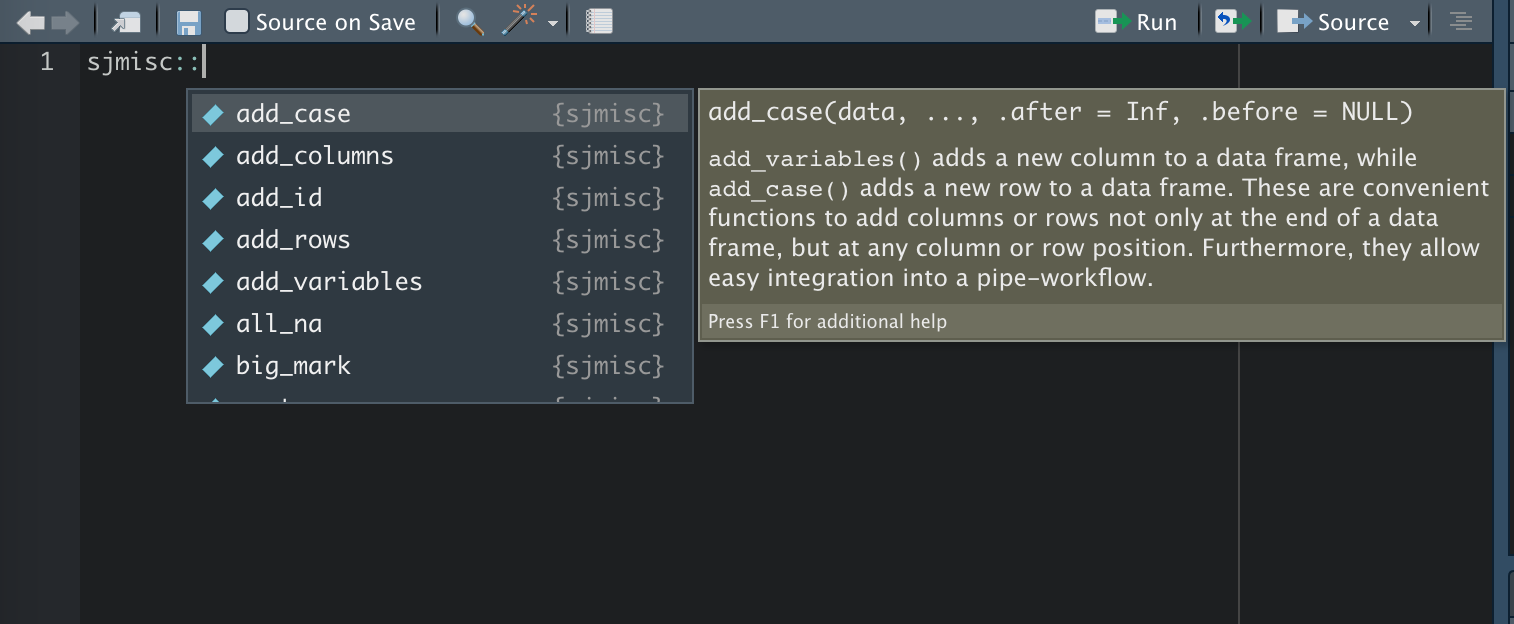 Source on Save
Run
Source
1 sjmisc::
add_case {sjmisc}
add_columns {sjmisc}
add_id {sjmisc}
add_rows {sjmisc}
add_variables {sjmisc}
all_na {sjmisc}
big_mark {sjmisc}
add_case(data, ..., .after = Inf, .before = NULL)
add_variables() adds a new column to a data frame, while
add_case() adds a new row to a data frame. These are convenient
functions to add columns or rows not only at the end of a data
frame, but at any column or row position. Furthermore, they allow
easy integration into a pipe-workflow.
Press F1 for additional help